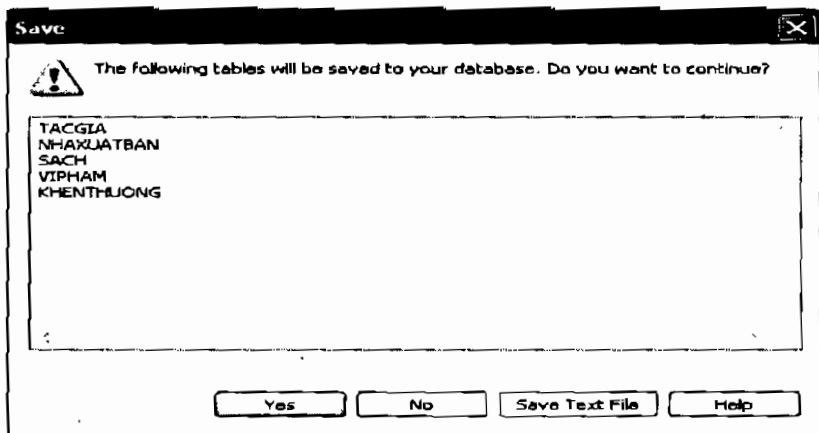 Save
The following tables will be saved to your database. Do you want to continue?
TACGIA
NHAXUATBAN
SACH
VIPHAM
KHENTHUONG
Yes No Save Text File Help